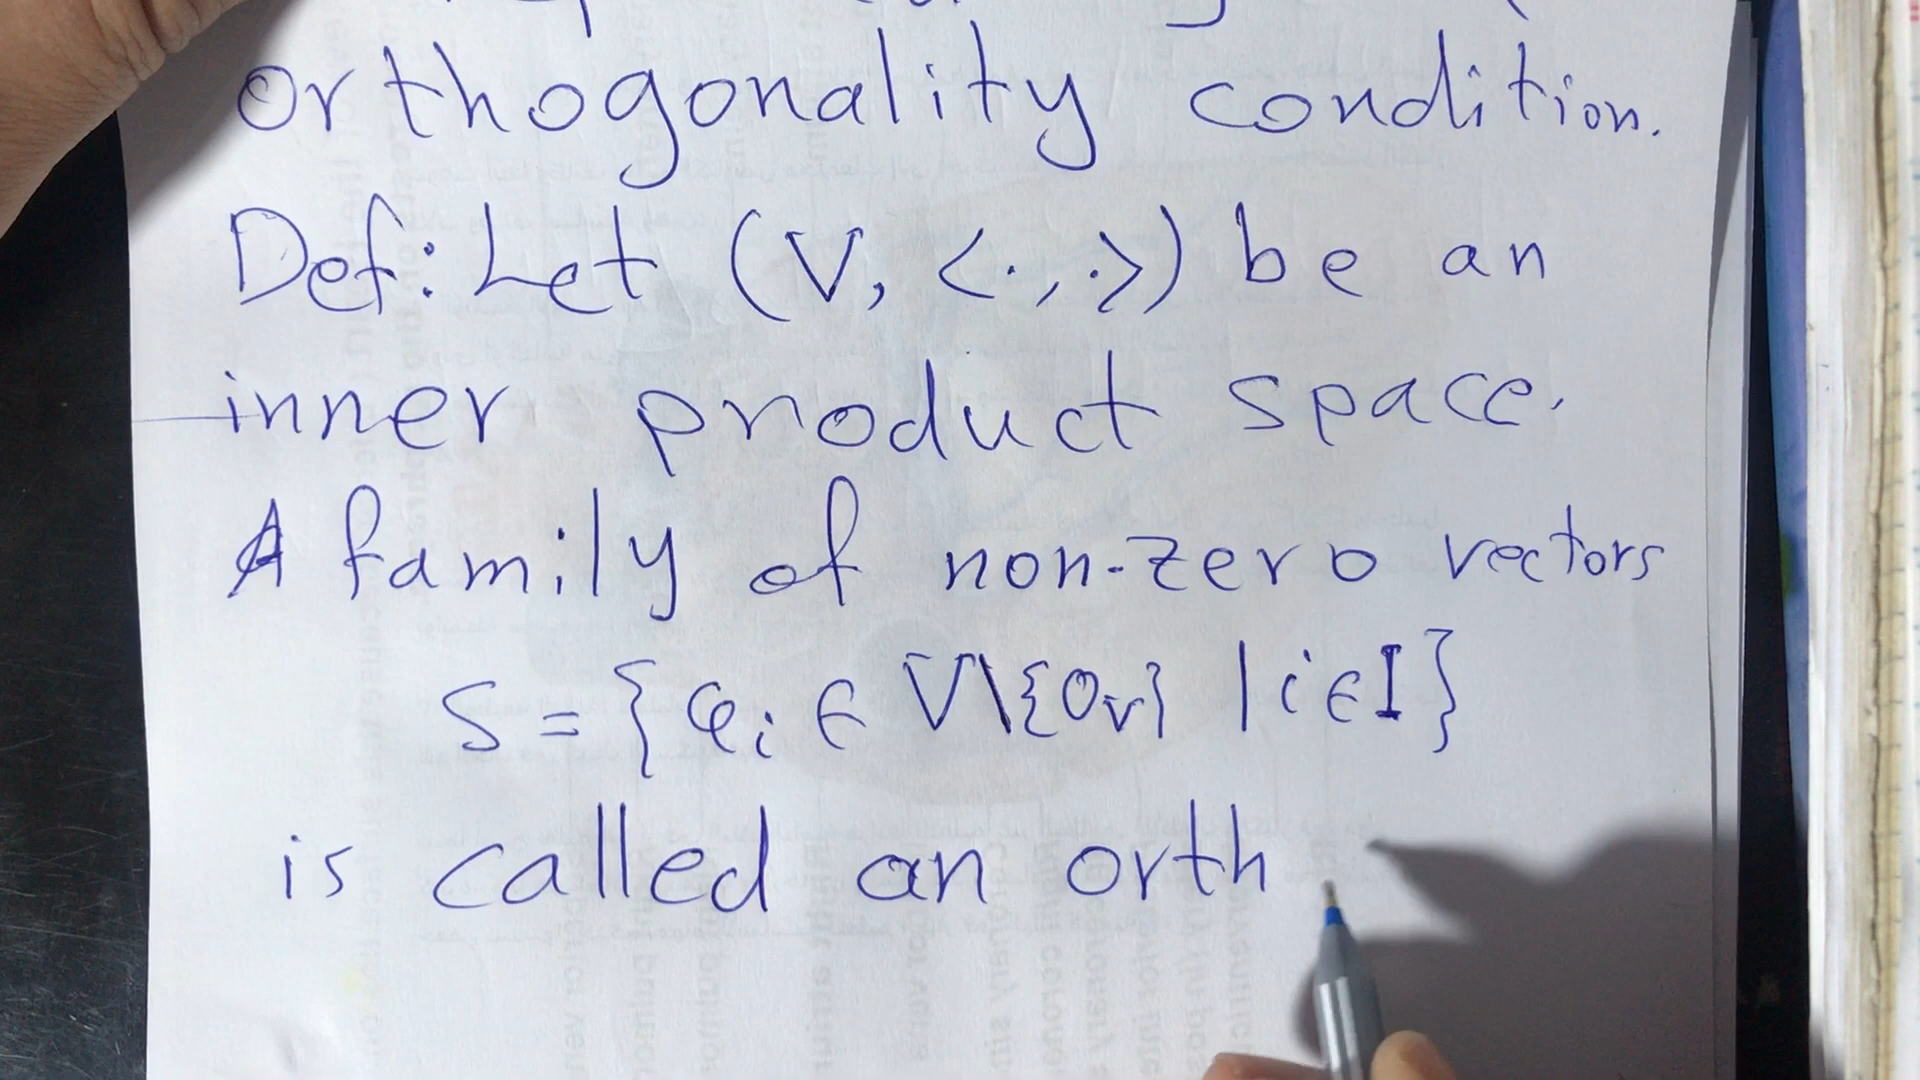 orthogonality condition.
Def: Let (V, <·,·>) be an
inner product space.
A family of non-zero vectors
S = {φᵢ ∈ V\{0ᵥ} | i∈I}
is called an orth